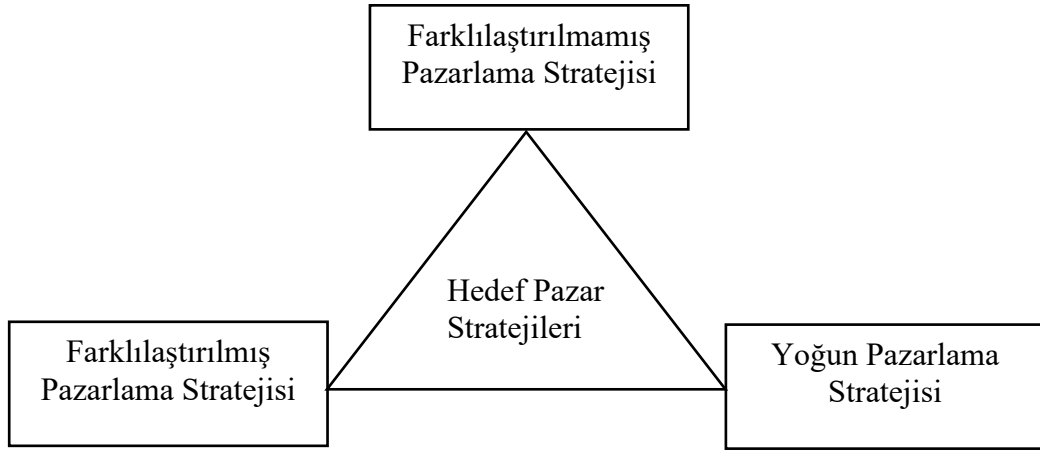 Farklılaştırılmamış
Pazarlama Stratejisi
Hedef Pazar
Stratejileri
Farklılaştırılmış
Pazarlama Stratejisi
Yoğun Pazarlama
Stratejisi